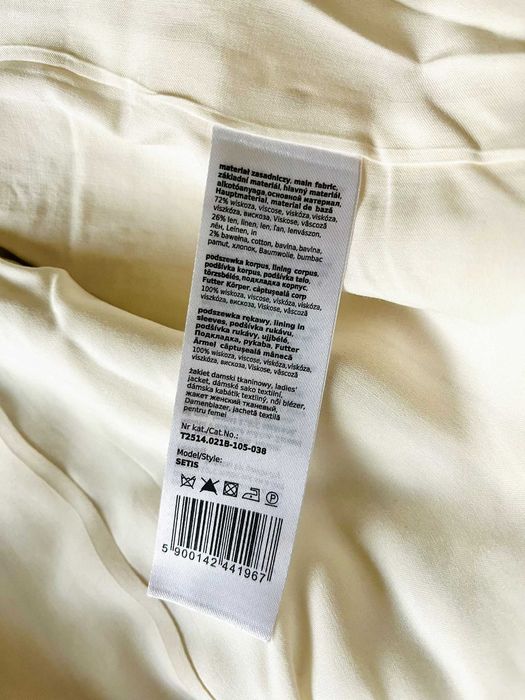 materiał zasadniczy, main fabric,
základní materiál, hlavný materiál,
alkotóanyaga, основной материал,
Hauptmaterial, material de bază
72% wiskoza, viscose, viskóza, viskóza,
viszkóza, вискоза, Viskose, vâscoză
26% len, linen, len, ľan, lenvászon,
лён, Leinen, in
2% bawełna, cotton, bavlna, bavlna,
pamut, хлопок, Baumwolle, bumbac
podszewka korpus, lining corpus,
podšívka korpus, podšívka telo,
törzsbélés, подкладка корпус,
Futter Körper, căptușeală corp
100% wiskoza, viscose, viskóza, viskóza,
viszkóza, вискоза, Viskose, vâscoză
podszewka rękawy, lining in
sleeves, podšívka rukávu,
podšívka rukávy, ujjbélé,
Подкладка, рукава, Futter
Ärmel căptușeală mânacă
100% wiskoza, viscose, viskóza, viskóza,
viszkóza, вискоза, Viskose, vâscoză
żakiet damski tkaninowy, ladies'
jacket, dámské sako textilní,
dámska kabátik textilný, női blézer,
жакет женский тканевый,
Damenblazer, jachetă textilă
pentru femei
Nr kat./Cat.No.:
T2514.021B-105-038
Model/Style:
SETIS
5 900142 441967